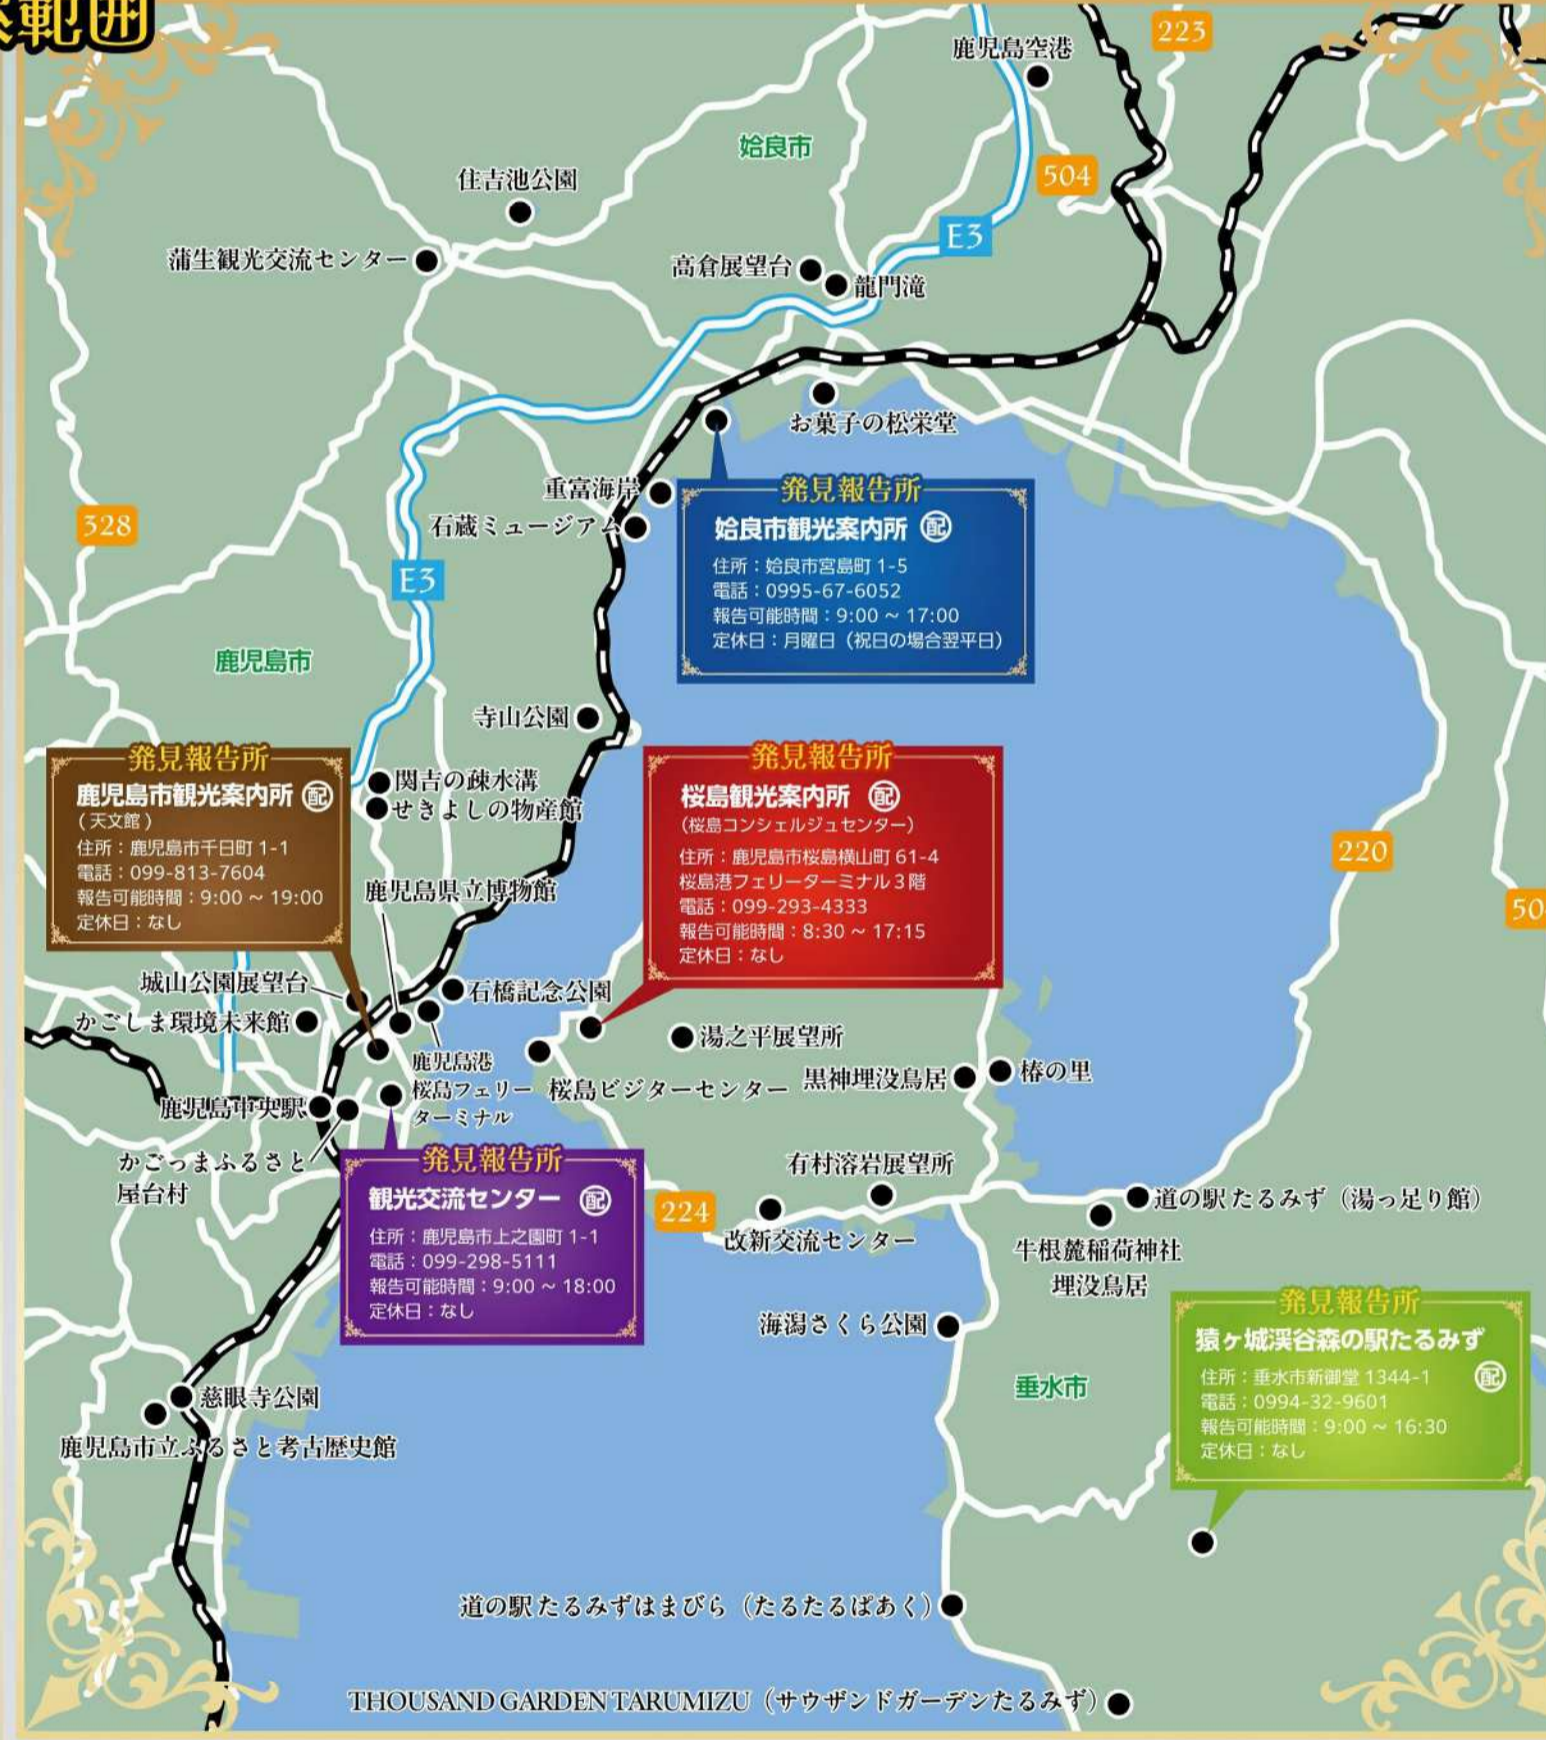 範囲
223
鹿児島空港
姶良市
504
住吉池公園
E3
蒲生観光交流センター
高倉展望台
龍門滝
お菓子の松栄堂
重富海岸
石蔵ミュージアム
328
E3
発見報告所
姶良市観光案内所 配
住所：姶良市宮島町 1-5
電話：0995-67-6052
報告可能時間：9:00 ~ 17:00
定休日：月曜日（祝日の場合翌平日）
鹿児島市
寺山公園
発見報告所
鹿児島市観光案内所 配
(天文館)
住所：鹿児島市千日町 1-1
電話：099-813-7604
報告可能時間：9:00 ~ 19:00
定休日：なし
関吉の疎水溝
せきよしの物産館
発見報告所
桜島観光案内所 配
(桜島コンシェルジュセンター)
住所：鹿児島市桜島横山町 61-4
桜島港フェリーターミナル3階
電話：099-293-4333
報告可能時間：8:30 ~ 17:15
定休日：なし
220
50
鹿児島県立博物館
城山公園展望台
石橋記念公園
かごしま環境未来館
湯之平展望所
鹿児島港
桜島フェリー
ターミナル
桜島ビジターセンター
黒神埋没鳥居
椿の里
鹿児島中央駅
かごっまふるさと
屋台村
発見報告所
観光交流センター 配
住所：鹿児島市上之園町 1-1
電話：099-298-5111
報告可能時間：9:00 ~ 18:00
定休日：なし
有村溶岩展望所
224
改新交流センター
道の駅たるみず（湯っ足り館）
牛根麓稲荷神社
埋没鳥居
海潟さくら公園
垂水市
発見報告所
猿ヶ城渓谷森の駅たるみず
住所：垂水市新御堂 1344-1 配
電話：0994-32-9601
報告可能時間：9:00 ~ 16:30
定休日：なし
慈眼寺公園
鹿児島市立ふるさと考古歴史館
道の駅たるみずはまびら（たるたるぱあく）
THOUSAND GARDEN TARUMIZU（サウザンドガーデンたるみず）